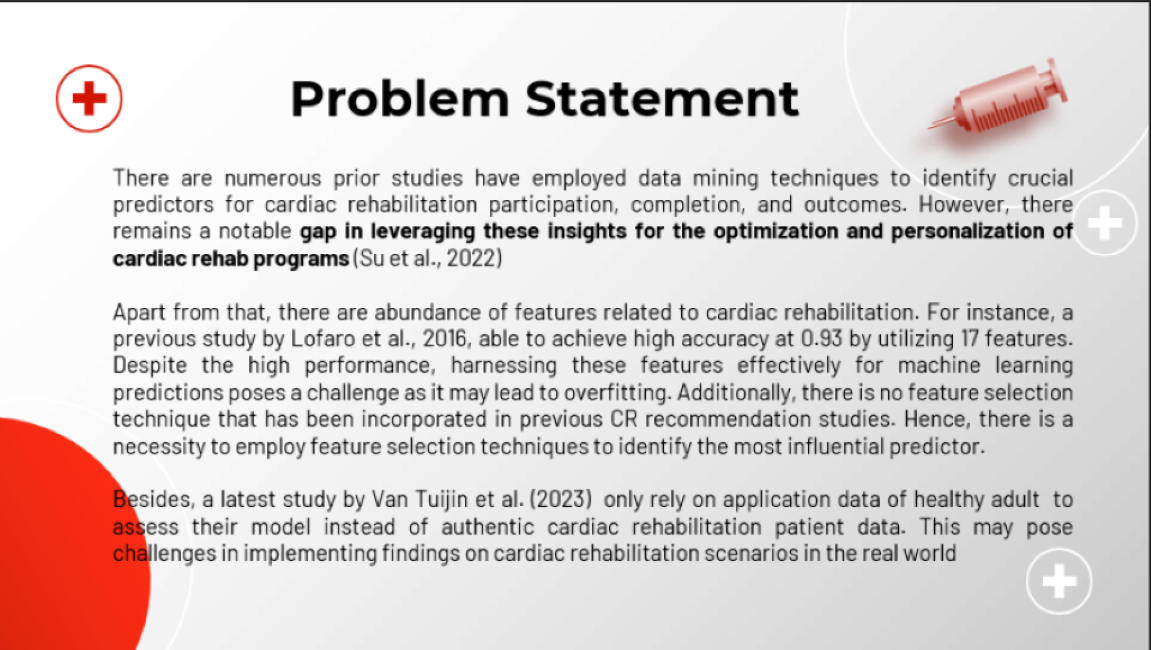 Problem Statement
There are numerous prior studies have employed data mining techniques to identify crucial
predictors for cardiac rehabilitation participation, completion, and outcomes. However, there
remains a notable gap in leveraging these insights for the optimization and personalization of
cardiac rehab programs (Su et al., 2022)
Apart from that, there are abundance of features related to cardiac rehabilitation. For instance, a
previous study by Lofaro et al., 2016, able to achieve high accuracy at 0.93 by utilizing 17 features.
Despite the high performance, harnessing these features effectively for machine learning
predictions poses a challenge as it may lead to overfitting. Additionally, there is no feature selection
technique that has been incorporated in previous CR recommendation studies. Hence, there is a
necessity to employ feature selection techniques to identify the most influential predictor.
Besides, a latest study by Van Tuijin et al. (2023) only rely on application data of healthy adult to
assess their model instead of authentic cardiac rehabilitation patient data. This may pose
challenges in implementing findings on cardiac rehabilitation scenarios in the real world